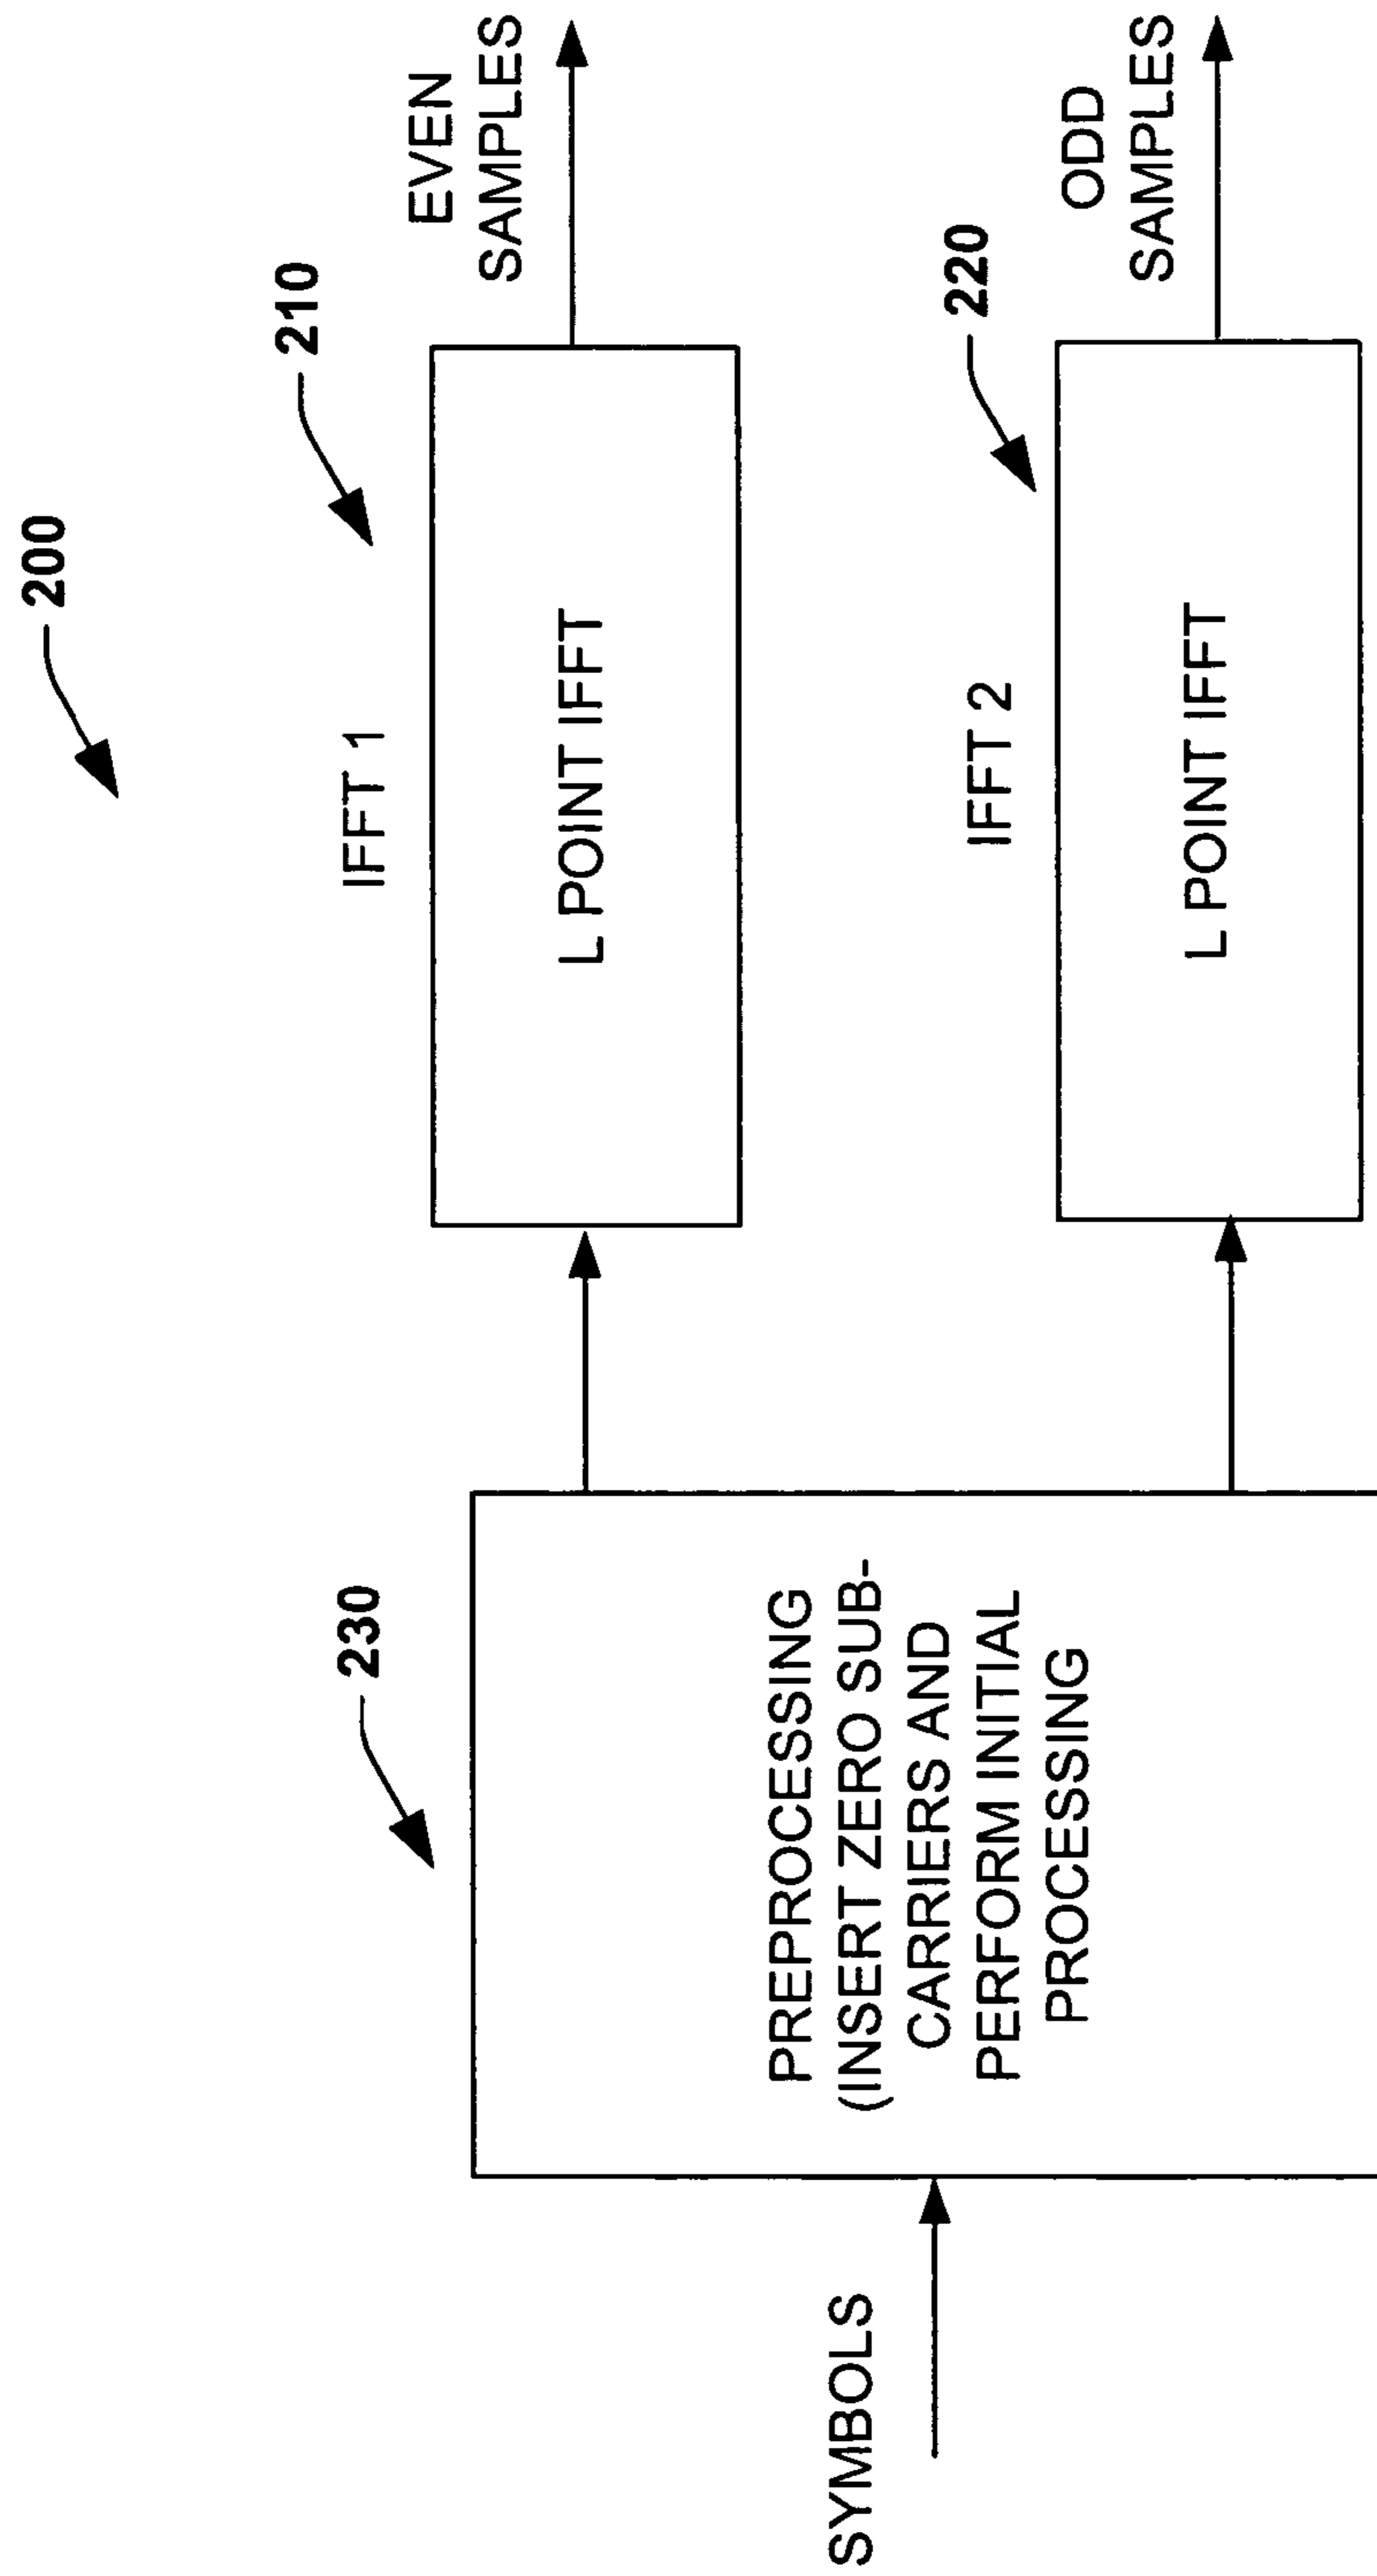 200
210
IFFT 1
L POINT IFFT
EVEN
SAMPLES
230
PREPROCESSING
(INSERT ZERO SUB-
CARRIERS AND
PERFORM INITIAL
PROCESSING
SYMBOLS
220
IFFT 2
L POINT IFFT
ODD
SAMPLES